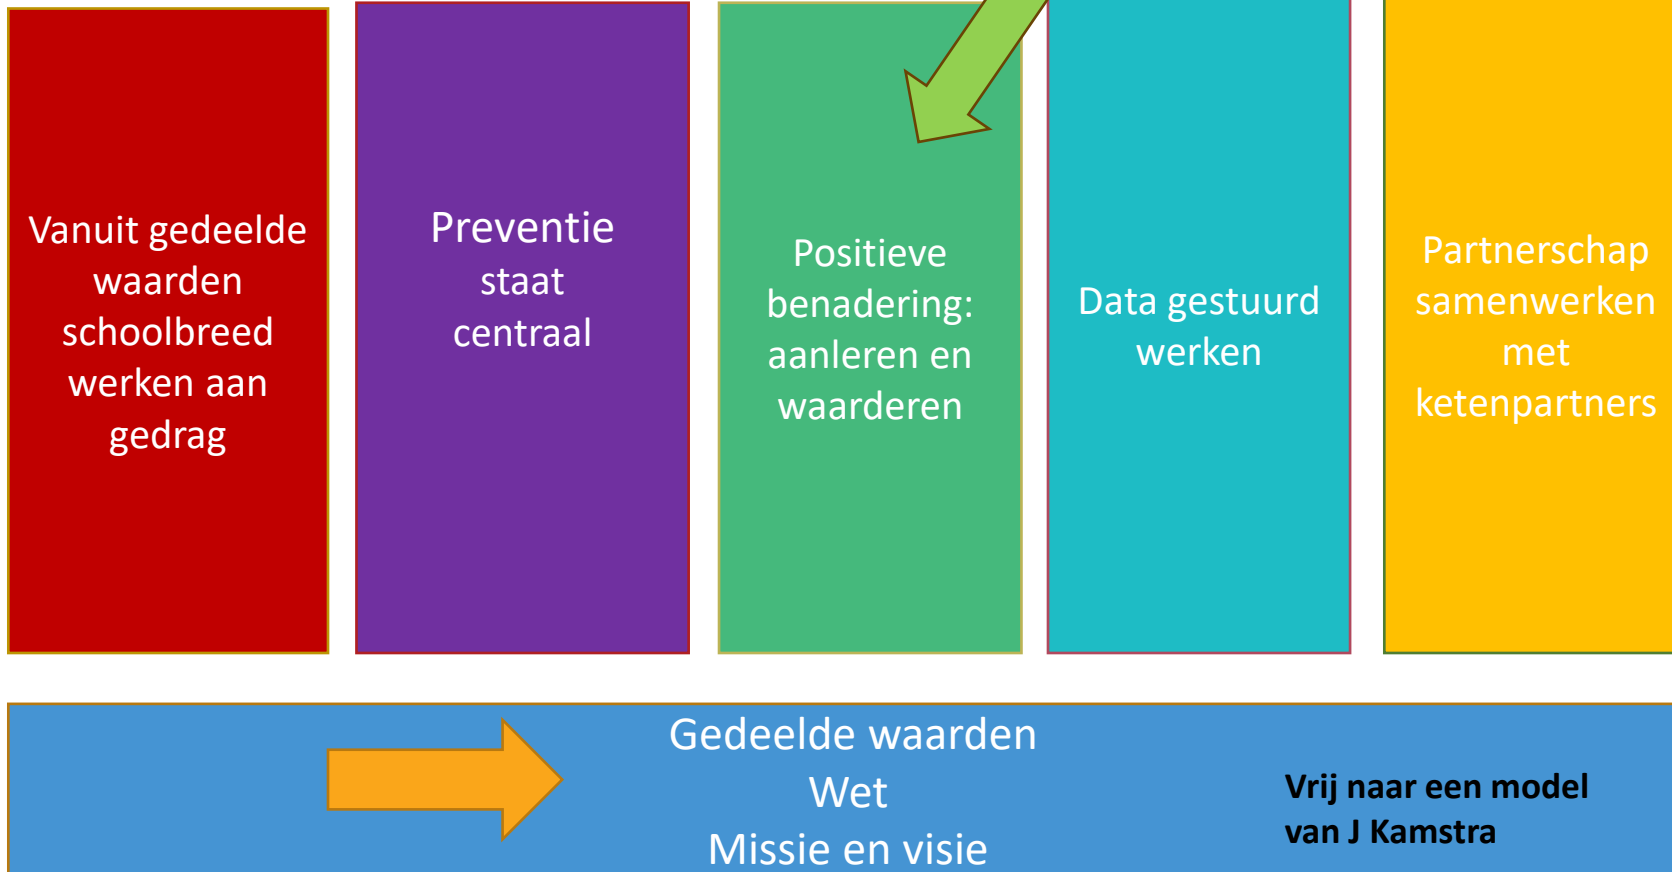 Vanuit gedeelde
waarden
schoolbreed
werken aan
gedrag
Preventie
staat
centraal
Positieve
benadering:
aanleren en
waarderen
Data gestuurd
werken
Partnerschap
samenwerken
met
ketenpartners
Gedeelde waarden
Wet
Missie en visie
Vrij naar een model
van J Kamstra